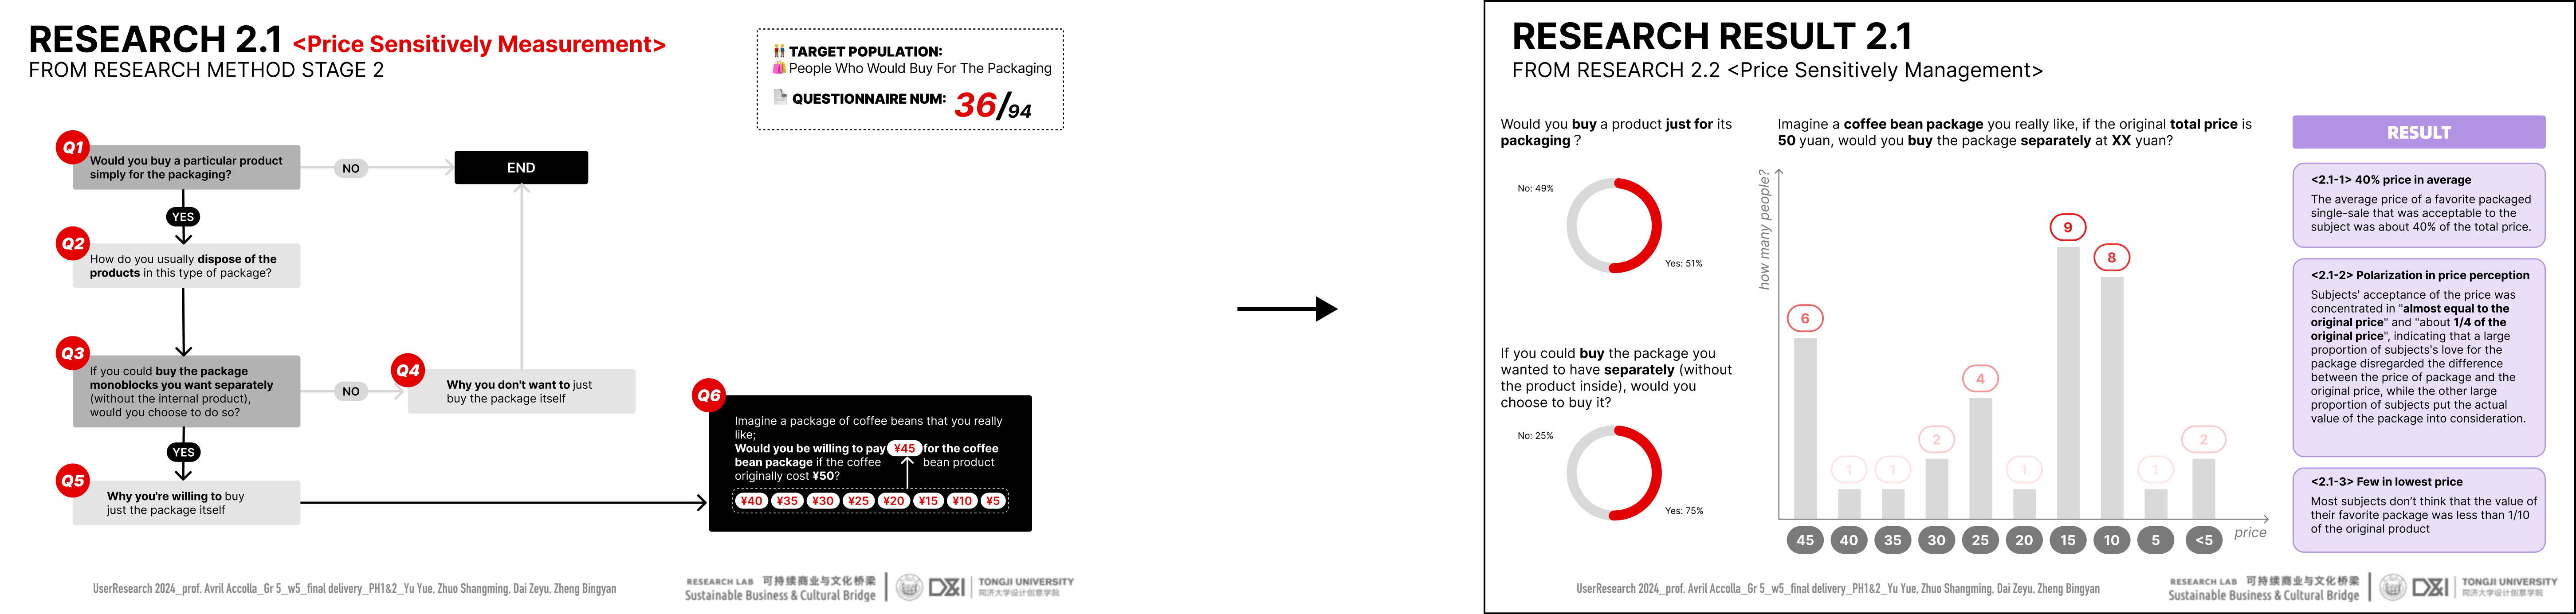 RESEARCH 2.1 <Price Sensitively Measurement>
FROM RESEARCH METHOD STAGE 2
TARGET POPULATION:
People Who Would Buy For The Packaging
QUESTIONNAIRE NUM: 36/94
Q1
Would you buy a particular product
simply for the packaging?
NO
END
YES
Q2
How do you usually dispose of the
products in this type of package?
Q3
If you could buy the package
monoblocks you want separately
(without the internal product),
would you choose to do so?
NO
Q4
Why you don't want to just
buy the package itself
YES
Q5
Why you're willing to buy
just the package itself
Q6
Imagine a package of coffee beans that you really
like;
Would you be willing to pay ¥45 for the coffee
bean package if the coffee bean product
originally cost ¥50?
¥40 ¥35 ¥30 ¥25 ¥20 ¥15 ¥10 ¥5
UserResearch 2024_prof. Avril Accolla_Gr 5_w5_final delivery_PH1&2_Yu Yue, Zhuo Shangming, Dai Zeyu, Zheng Bingyan
RESEARCH LAB 可持续商业与文化桥梁
Sustainable Business & Cultural Bridge
D&I
TONGJI UNIVERSITY
同济大学设计创意学院
RESEARCH RESULT 2.1
FROM RESEARCH 2.2 <Price Sensitively Management>
Would you buy a product just for its
packaging ?
No: 49%
Yes: 51%
If you could buy the package you
wanted to have separately (without
the product inside), would you
choose to buy it?
No: 25%
Yes: 75%
Imagine a coffee bean package you really like, if the original total price is
50 yuan, would you buy the package separately at XX yuan?
how many people?
6 1 1 2 4 1 9 8 1 2
45 40 35 30 25 20 15 10 5 <5
price
RESULT
<2.1-1> 40% price in average
The average price of a favorite packaged
single-sale that was acceptable to the
subject was about 40% of the total price.
<2.1-2> Polarization in price perception
Subjects' acceptance of the price was
concentrated in "almost equal to the
original price" and "about 1/4 of the
original price", indicating that a large
proportion of subjects's love for the
package disregarded the difference
between the price of package and the
original price, while the other large
proportion of subjects put the actual
value of the package into consideration.
<2.1-3> Few in lowest price
Most subjects don't think that the value of
their favorite package was less than 1/10
of the original product
UserResearch 2024_prof. Avril Accolla_Gr 5_w5_final delivery_PH1&2_Yu Yue, Zhuo Shangming, Dai Zeyu, Zheng Bingyan
RESEARCH LAB 可持续商业与文化桥梁
Sustainable Business & Cultural Bridge
D&I
TONGJI UNIVERSITY
同济大学设计创意学院